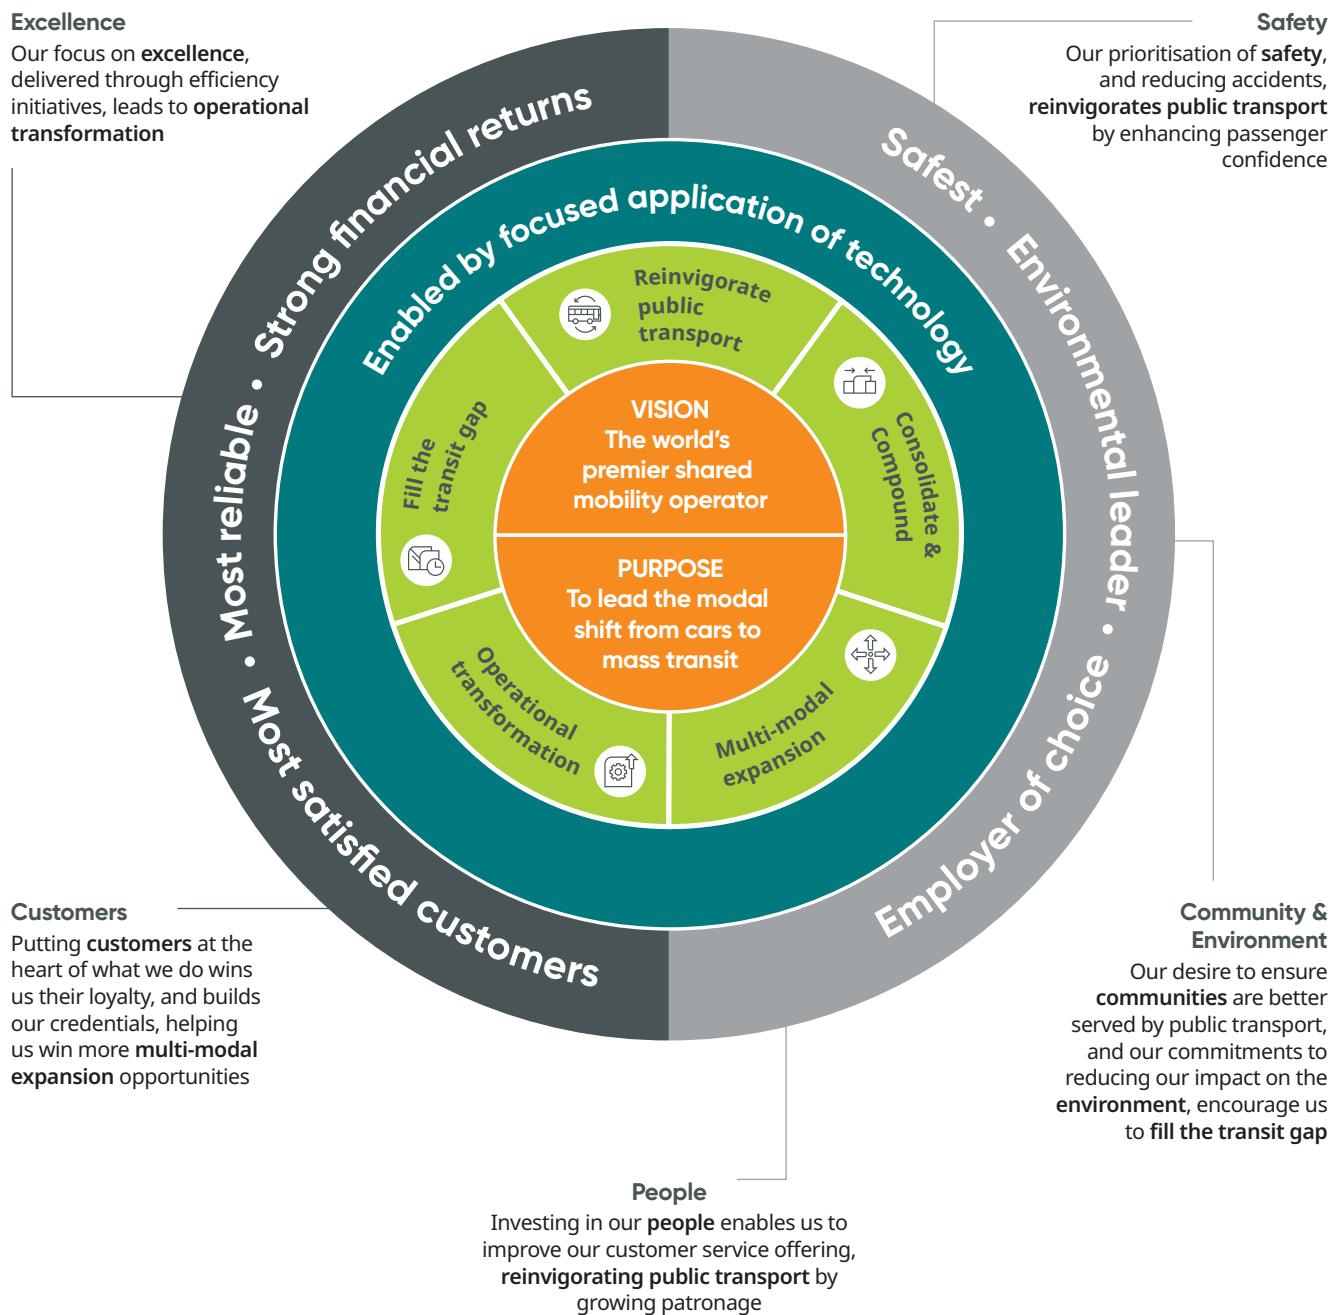 Excellence
Our focus on excellence,
delivered through efficiency
initiatives, leads to operational
transformation
Safety
Our prioritisation of safety,
and reducing accidents,
reinvigorates public transport
by enhancing passenger
confidence
Most satisfied customers • Most reliable • Strong financial returns
Safest • Environmental leader • Employer of choice
Enabled by focused application of technology
Reinvigorate
public
transport
Consolidate &
Compound
Multi-modal
expansion
Operational
transformation
Fill the
transit gap
VISION
The world's
premier shared
mobility operator
PURPOSE
To lead the modal
shift from cars to
mass transit
Customers
Putting customers at the
heart of what we do wins
us their loyalty, and builds
our credentials, helping
us win more multi-modal
expansion opportunities
Community &
Environment
Our desire to ensure
communities are better
served by public transport,
and our commitments to
reducing our impact on the
environment, encourage us
to fill the transit gap
People
Investing in our people enables us to
improve our customer service offering,
reinvigorating public transport by
growing patronage